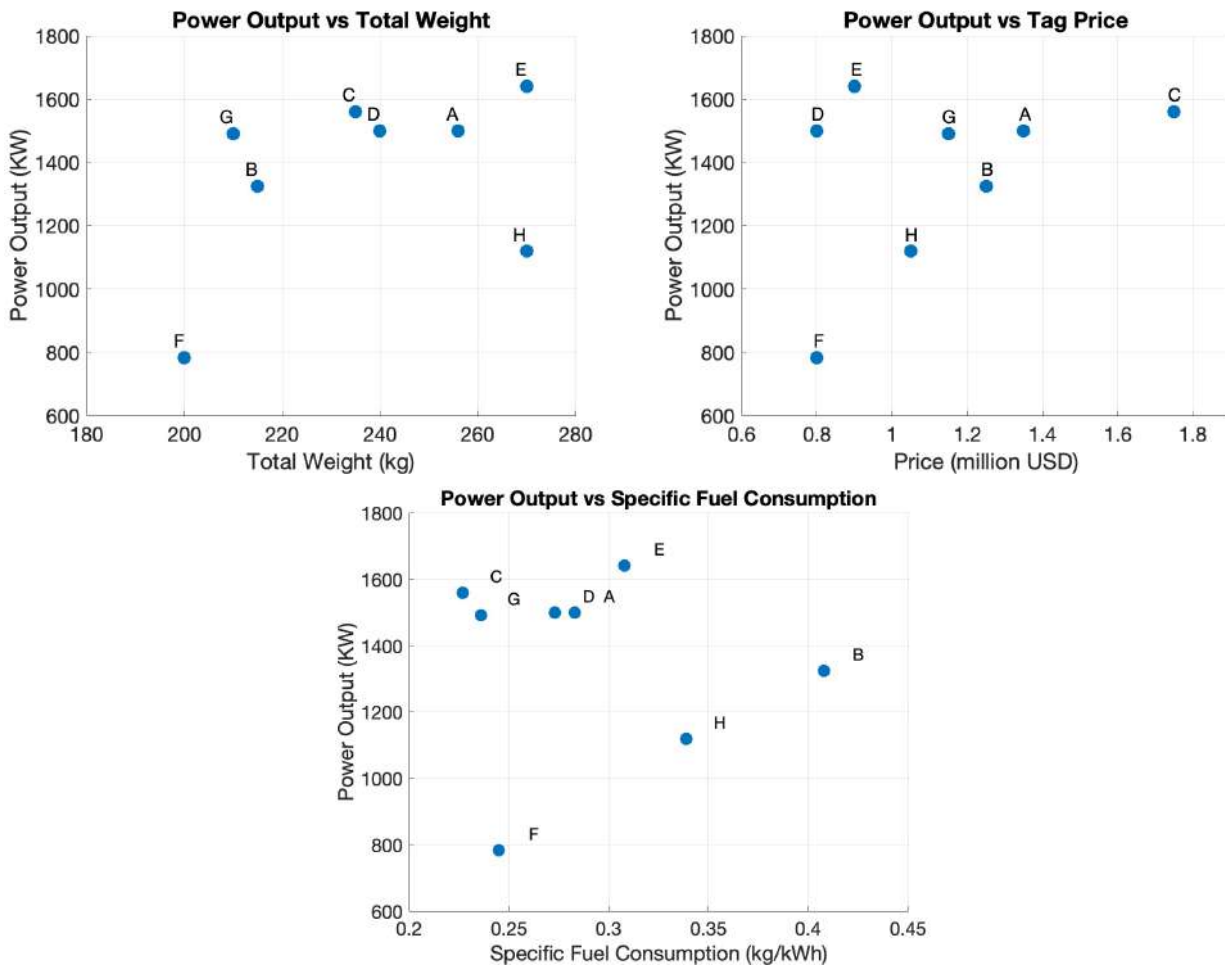 Power Output vs Total Weight
Power Output (KW)
1800
1600
1400
1200
1000
800
600
E
C
D
A
G
B
H
F
180
200
220
240
260
280
Total Weight (kg)
Power Output vs Tag Price
Power Output (KW)
1800
1600
1400
1200
1000
800
600
E
C
D
G
A
B
H
F
0.6
0.8
1
1.2
1.4
1.6
1.8
Price (million USD)
Power Output vs Specific Fuel Consumption
Power Output (KW)
1800
1600
1400
1200
1000
800
600
E
C
G
D
A
B
H
F
0.2
0.25
0.3
0.35
0.4
0.45
Specific Fuel Consumption (kg/kWh)